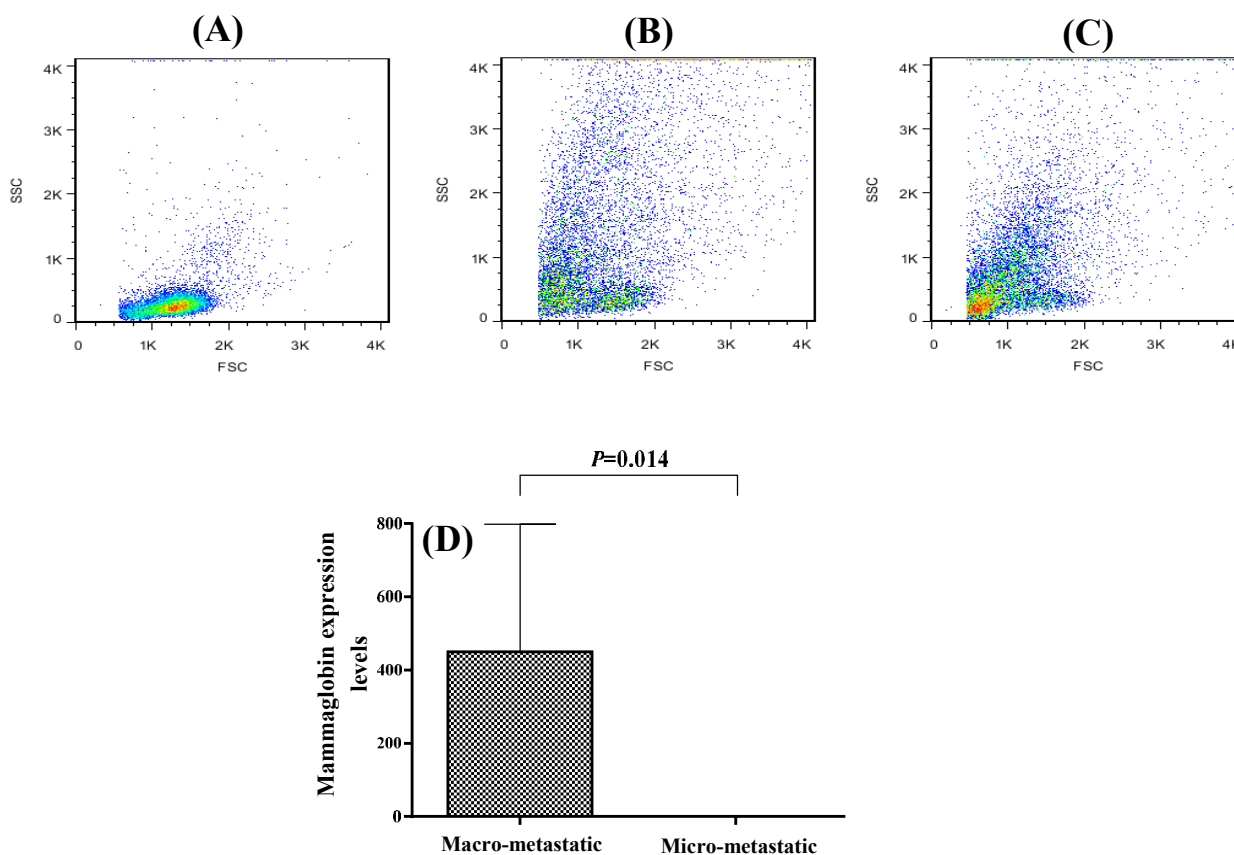 (A)
(B)
(C)
4K
3K
2K
1K
0
SSC
0 1K 2K 3K 4K
FSC
4K
3K
2K
1K
0
SSC
0 1K 2K 3K 4K
FSC
4K
3K
2K
1K
0
SSC
0 1K 2K 3K 4K
FSC
P=0.014
(D)
Mammaglobin expression
levels
800
600
400
200
0
Macro-metastatic Micro-metastatic